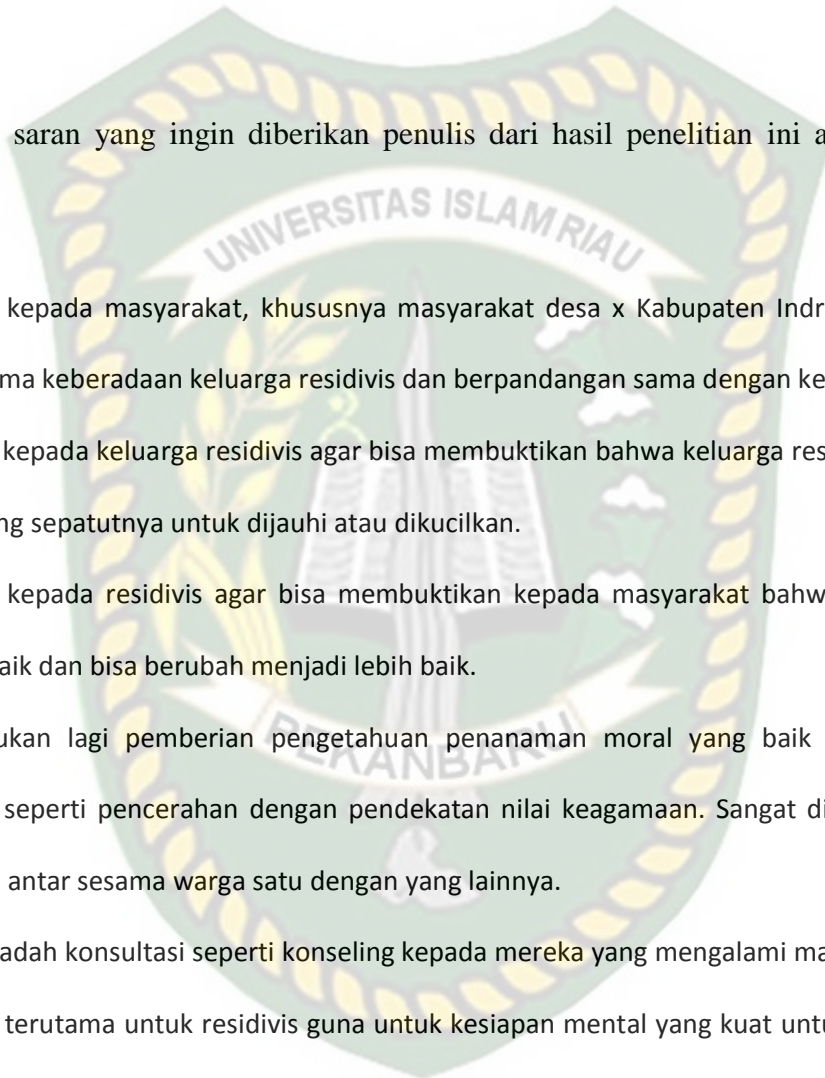 saran yang ingin diberikan penulis dari hasil penelitian ini a
UNIVERSITAS ISLAM RIAU
kepada masyarakat, khususnya masyarakat desa x Kabupaten Indr
ma keberadaan keluarga residivis dan berpandangan sama dengan ke
kepada keluarga residivis agar bisa membuktikan bahwa keluarga res
ng sepatutnya untuk dijauhi atau dikucilkan.
kepada residivis agar bisa membuktikan kepada masyarakat bahw
aik dan bisa berubah menjadi lebih baik.
ukan lagi pemberian pengetahuan penanaman moral yang baik
PEKANBARU
seperti pencerahan dengan pendekatan nilai keagamaan. Sangat di
antar sesama warga satu dengan yang lainnya.
adah konsultasi seperti konseling kepada mereka yang mengalami ma
terutama untuk residivis guna untuk kesiapan mental yang kuat untu